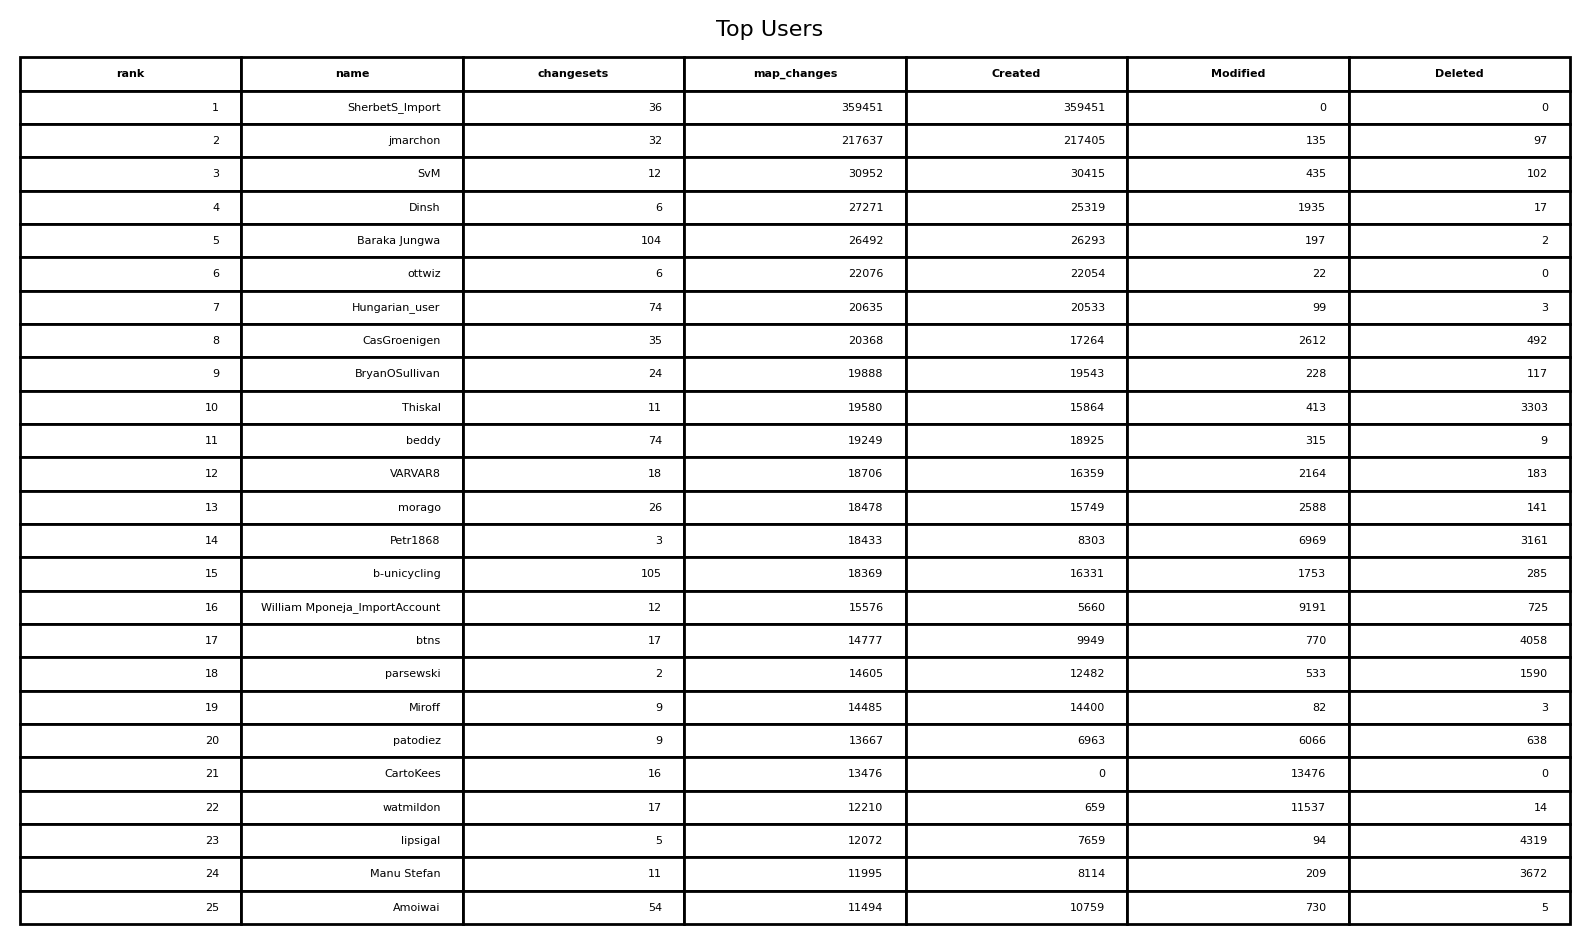 Top Users
rank name changesets map_changes Created Modified Deleted
1 SherbetS_Import 36 359451 359451 0 0
2 jmarchon 32 217637 217405 135 97
3 SvM 12 30952 30415 435 102
4 Dinsh 6 27271 25319 1935 17
5 Baraka Jungwa 104 26492 26293 197 2
6 ottwiz 6 22076 22054 22 0
7 Hungarian_user 74 20635 20533 99 3
8 CasGroenigen 35 20368 17264 2612 492
9 BryanOSullivan 24 19888 19543 228 117
10 Thiskal 11 19580 15864 413 3303
11 beddy 74 19249 18925 315 9
12 VARVAR8 18 18706 16359 2164 183
13 morago 26 18478 15749 2588 141
14 Petr1868 3 18433 8303 6969 3161
15 b-unicycling 105 18369 16331 1753 285
16 William Mponeja_ImportAccount 12 15576 5660 9191 725
17 btns 17 14777 9949 770 4058
18 parsewski 2 14605 12482 533 1590
19 Miroff 9 14485 14400 82 3
20 patodiez 9 13667 6963 6066 638
21 CartoKees 16 13476 0 13476 0
22 watmildon 17 12210 659 11537 14
23 lipsigal 5 12072 7659 94 4319
24 Manu Stefan 11 11995 8114 209 3672
25 Amoiwai 54 11494 10759 730 5